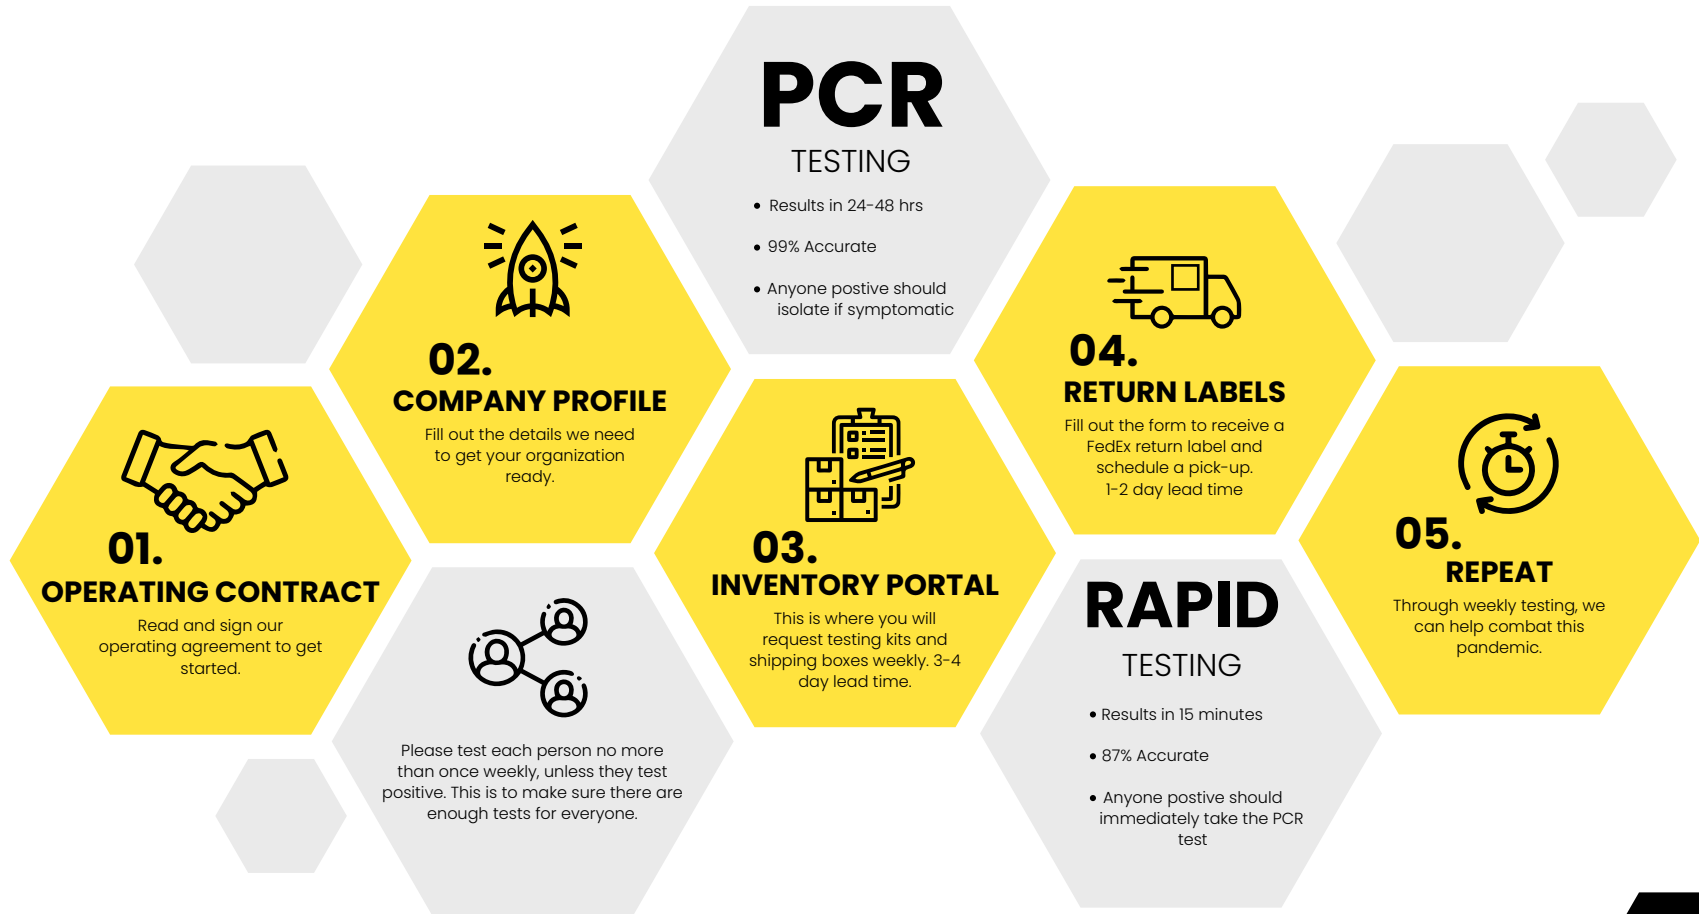 PCR
TESTING
• Results in 24-48 hrs
• 99% Accurate
• Anyone postive should
isolate if symptomatic
01.
OPERATING CONTRACT
Read and sign our
operating agreement to get
started.
02.
COMPANY PROFILE
Fill out the details we need
to get your organization
ready.
Please test each person no more
than once weekly, unless they test
positive. This is to make sure there are
enough tests for everyone.
03.
INVENTORY PORTAL
This is where you will
request testing kits and
shipping boxes weekly. 3-4
day lead time.
04.
RETURN LABELS
Fill out the form to receive a
FedEx return label and
schedule a pick-up.
1-2 day lead time
RAPID
TESTING
• Results in 15 minutes
• 87% Accurate
• Anyone postive should
immediately take the PCR
test
05.
REPEAT
Through weekly testing, we
can help combat this
pandemic.